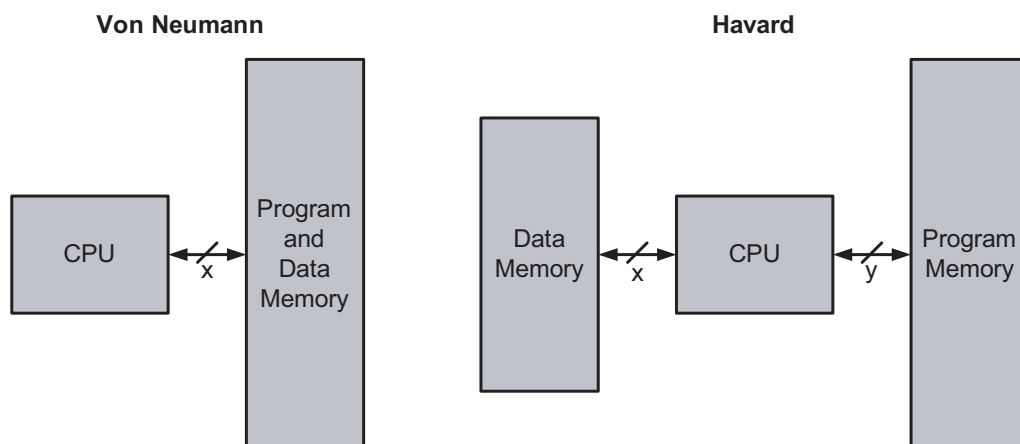 Von Neumann
CPU
x
Program
and
Data
Memory
Havard
Data
Memory
x
CPU
y
Program
Memory